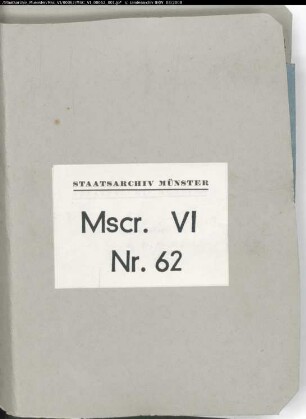 STAATSARCHIV MÜNSTER
Mscr. VI
Nr. 62